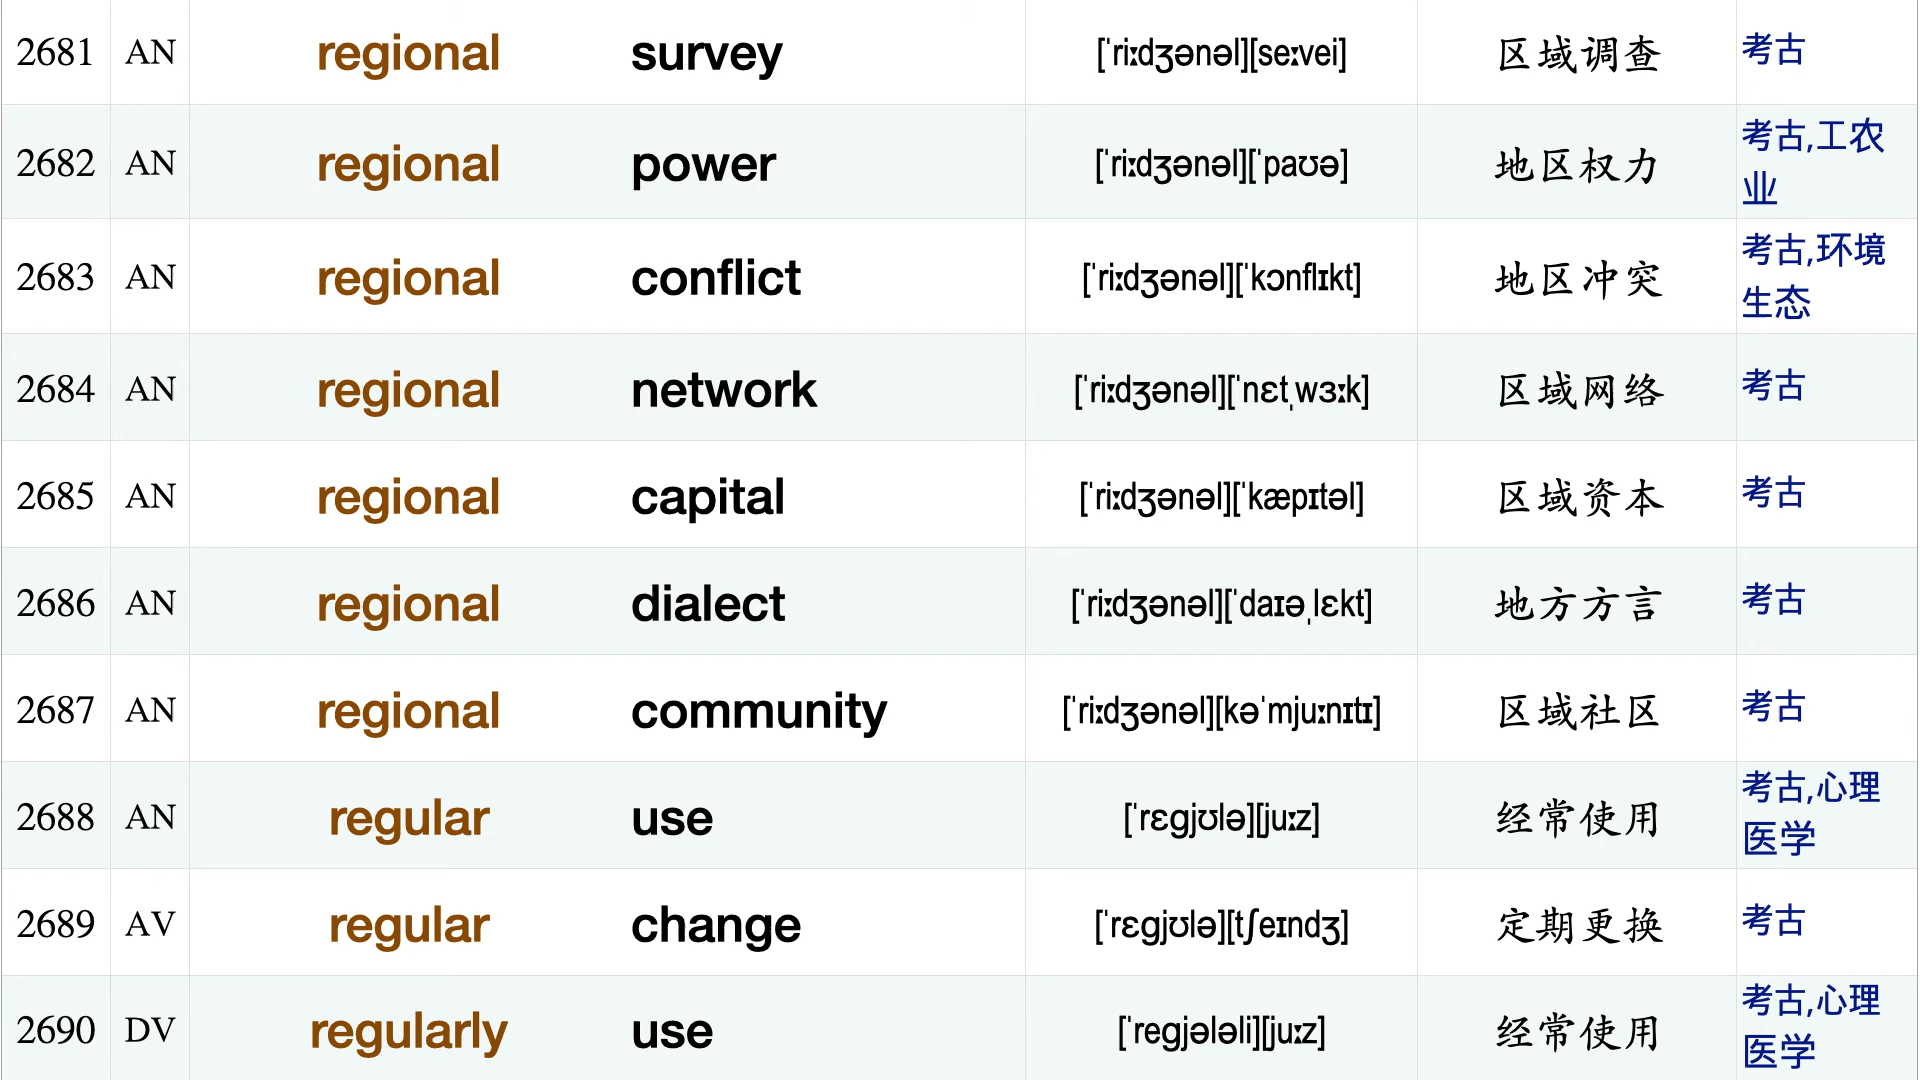 2681 AN regional survey [ˈriːdʒənəl][seːvei] 区域调查 考古
2682 AN regional power [ˈriːdʒənəl][ˈpaʊə] 地区权力 考古,工农
业
2683 AN regional conflict [ˈriːdʒənəl][ˈkɔnflɪkt] 地区冲突 考古,环境
生态
2684 AN regional network [ˈriːdʒənəl][ˈnɛtˌwɜːk] 区域网络 考古
2685 AN regional capital [ˈriːdʒənəl][ˈkæpɪtəl] 区域资本 考古
2686 AN regional dialect [ˈriːdʒənəl][ˈdaɪəˌlɛkt] 地方方言 考古
2687 AN regional community [ˈriːdʒənəl][kəˈmjuːnɪtɪ] 区域社区 考古
2688 AN regular use [ˈrɛgjʊlə][juːz] 经常使用 考古,心理
医学
2689 AV regular change [ˈrɛgjʊlə][tʃeɪndʒ] 定期更换 考古
2690 DV regularly use [ˈregjələli][juːz] 经常使用 考古,心理
医学